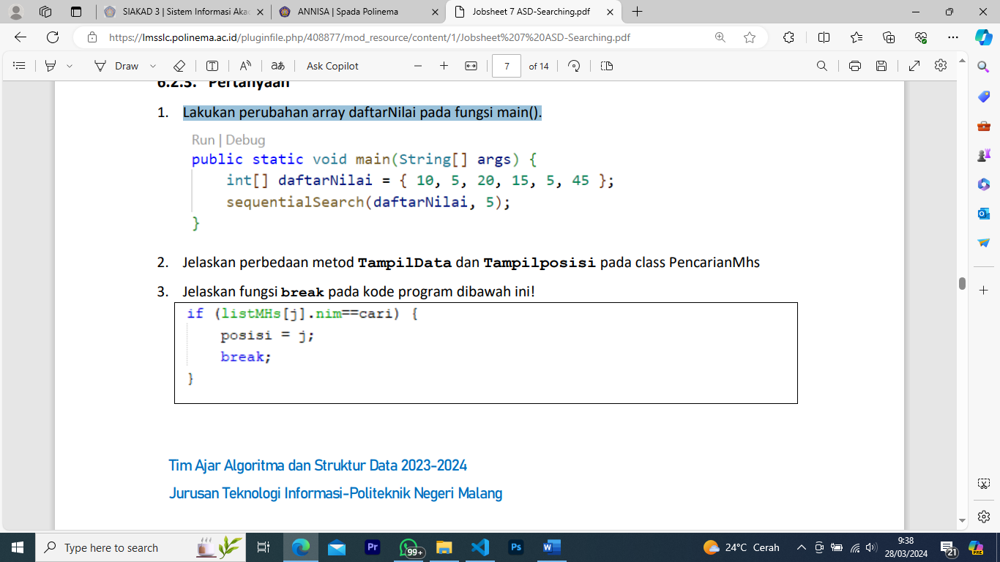 SIAKAD 3 | Sistem Informasi Aka
ANNISA | Spada Polinema
Jobsheet 7 ASD-Searching.pdf
https://lmsslc.polinema.ac.id/pluginfile.php/408877/mod_resource/content/1/Jobsheet%207%20ASD-Searching.pdf
Draw
Ask Copilot
7
of 14
6.2.3. Pertanyaan
1. Lakukan perubahan array daftarNilai pada fungsi main().
Run | Debug
public static void main(String[] args) {
int[] daftarNilai = { 10, 5, 20, 15, 5, 45 };
sequentialSearch(daftarNilai, 5);
}
2. Jelaskan perbedaan metod TampilData dan Tampilposisi pada class PencarianMhs
3. Jelaskan fungsi break pada kode program dibawah ini!
if (listMHs[j].nim==cari) {
posisi = j;
break;
}
Tim Ajar Algoritma dan Struktur Data 2023-2024
Jurusan Teknologi Informasi-Politeknik Negeri Malang
Type here to search
Pr
99+
Ps
W
24°C Cerah
9:38
28/03/2024
21
PRE